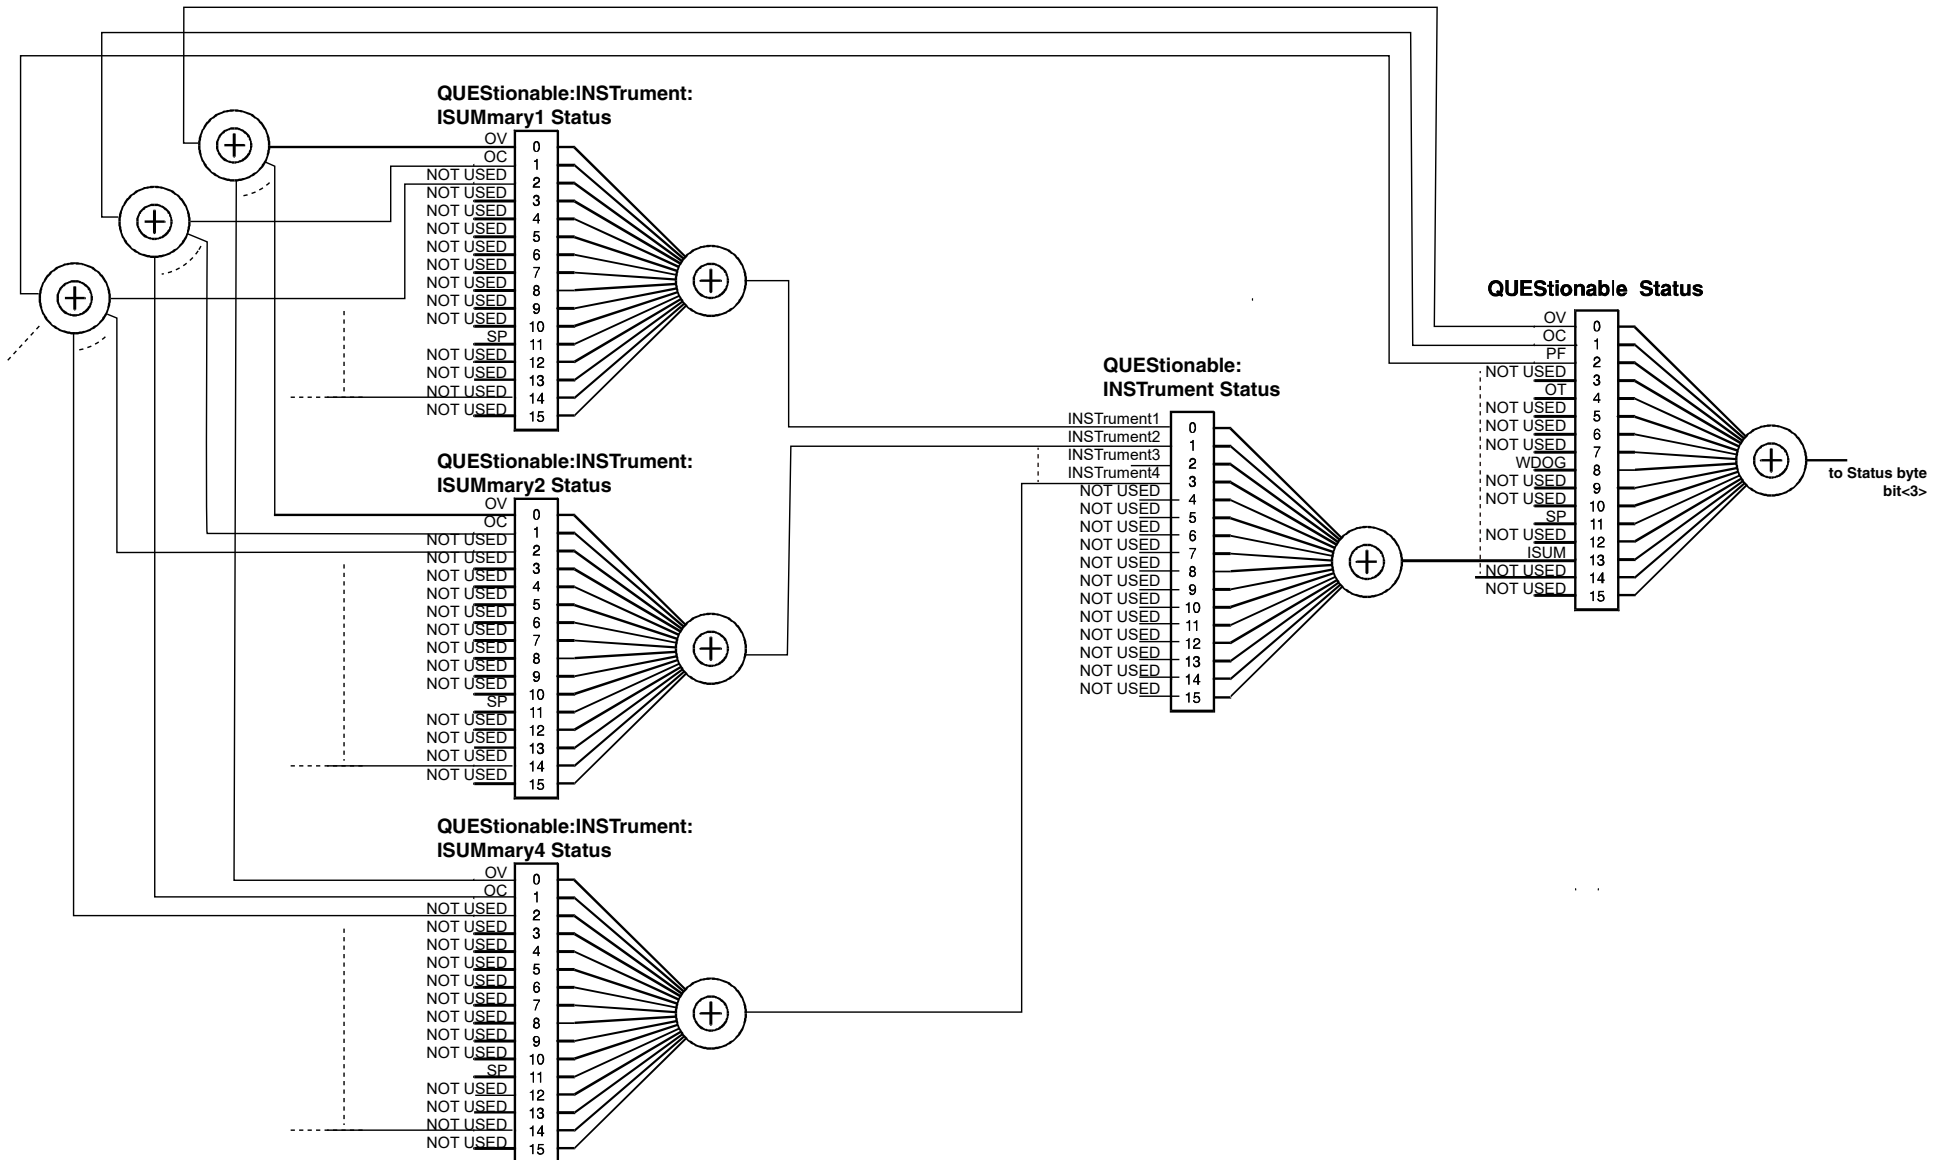 QUEStionable:INSTrument:
ISUMmary1 Status
OV 0
OC 1
NOT USED 2
NOT USED 3
NOT USED 4
NOT USED 5
NOT USED 6
NOT USED 7
NOT USED 8
NOT USED 9
NOT USED 10
SP 11
NOT USED 12
NOT USED 13
NOT USED 14
NOT USED 15
QUEStionable:INSTrument:
ISUMmary2 Status
OV 0
OC 1
NOT USED 2
NOT USED 3
NOT USED 4
NOT USED 5
NOT USED 6
NOT USED 7
NOT USED 8
NOT USED 9
NOT USED 10
SP 11
NOT USED 12
NOT USED 13
NOT USED 14
NOT USED 15
QUEStionable:INSTrument:
ISUMmary4 Status
OV 0
OC 1
NOT USED 2
NOT USED 3
NOT USED 4
NOT USED 5
NOT USED 6
NOT USED 7
NOT USED 8
NOT USED 9
NOT USED 10
SP 11
NOT USED 12
NOT USED 13
NOT USED 14
NOT USED 15
QUEStionable:
INSTrument Status
INSTrument1 0
INSTrument2 1
INSTrument3 2
INSTrument4 3
NOT USED 4
NOT USED 5
NOT USED 6
NOT USED 7
NOT USED 8
NOT USED 9
NOT USED 10
NOT USED 11
NOT USED 12
NOT USED 13
NOT USED 14
NOT USED 15
QUEStionable Status
OV 0
OC 1
PF 2
NOT USED 3
OT 4
NOT USED 5
NOT USED 6
NOT USED 7
WDOG 8
NOT USED 9
NOT USED 10
SP 11
NOT USED 12
ISUM 13
NOT USED 14
NOT USED 15
to Status byte
bit<3>